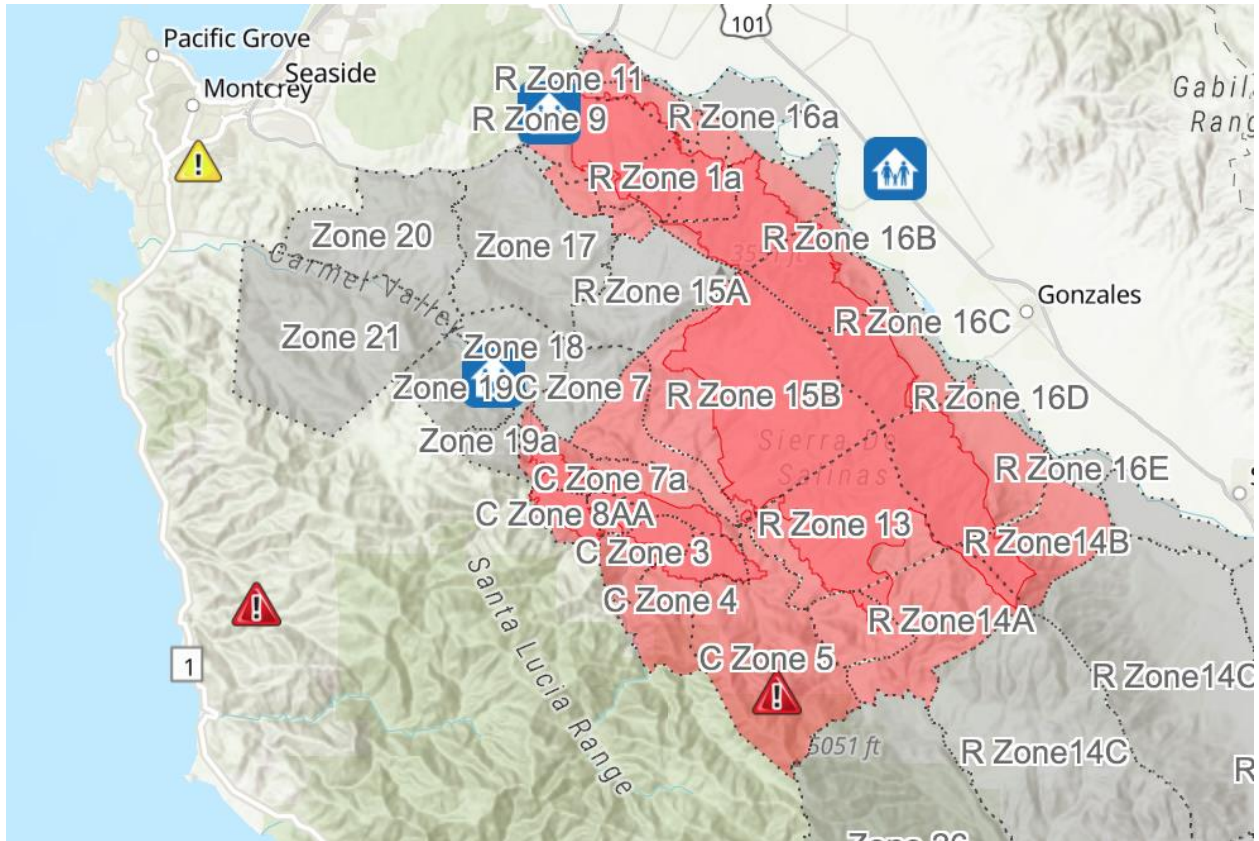 101
Pacific Grove
Seaside
Monterey
R Zone 11
Gabil
Rang
R Zone 9
R Zone 16a
R Zone 1a
Zone 20
Zone 17
R Zone 16B
Carmel Valley
R Zone 15A
Gonzales
Zone 21
R Zone 16C
Zone 18
Zone 19C Zone 7
R Zone 15B
R Zone 16D
Zone 19a
Sierra De
Salinas
R Zone 16E
C Zone 7a
C Zone 8AA
R Zone 13
R Zone14B
C Zone 3
C Zone 4
R Zone14A
Santa Lucia Range
1
C Zone 5
R Zone14C
5051 ft
R Zone14C
R